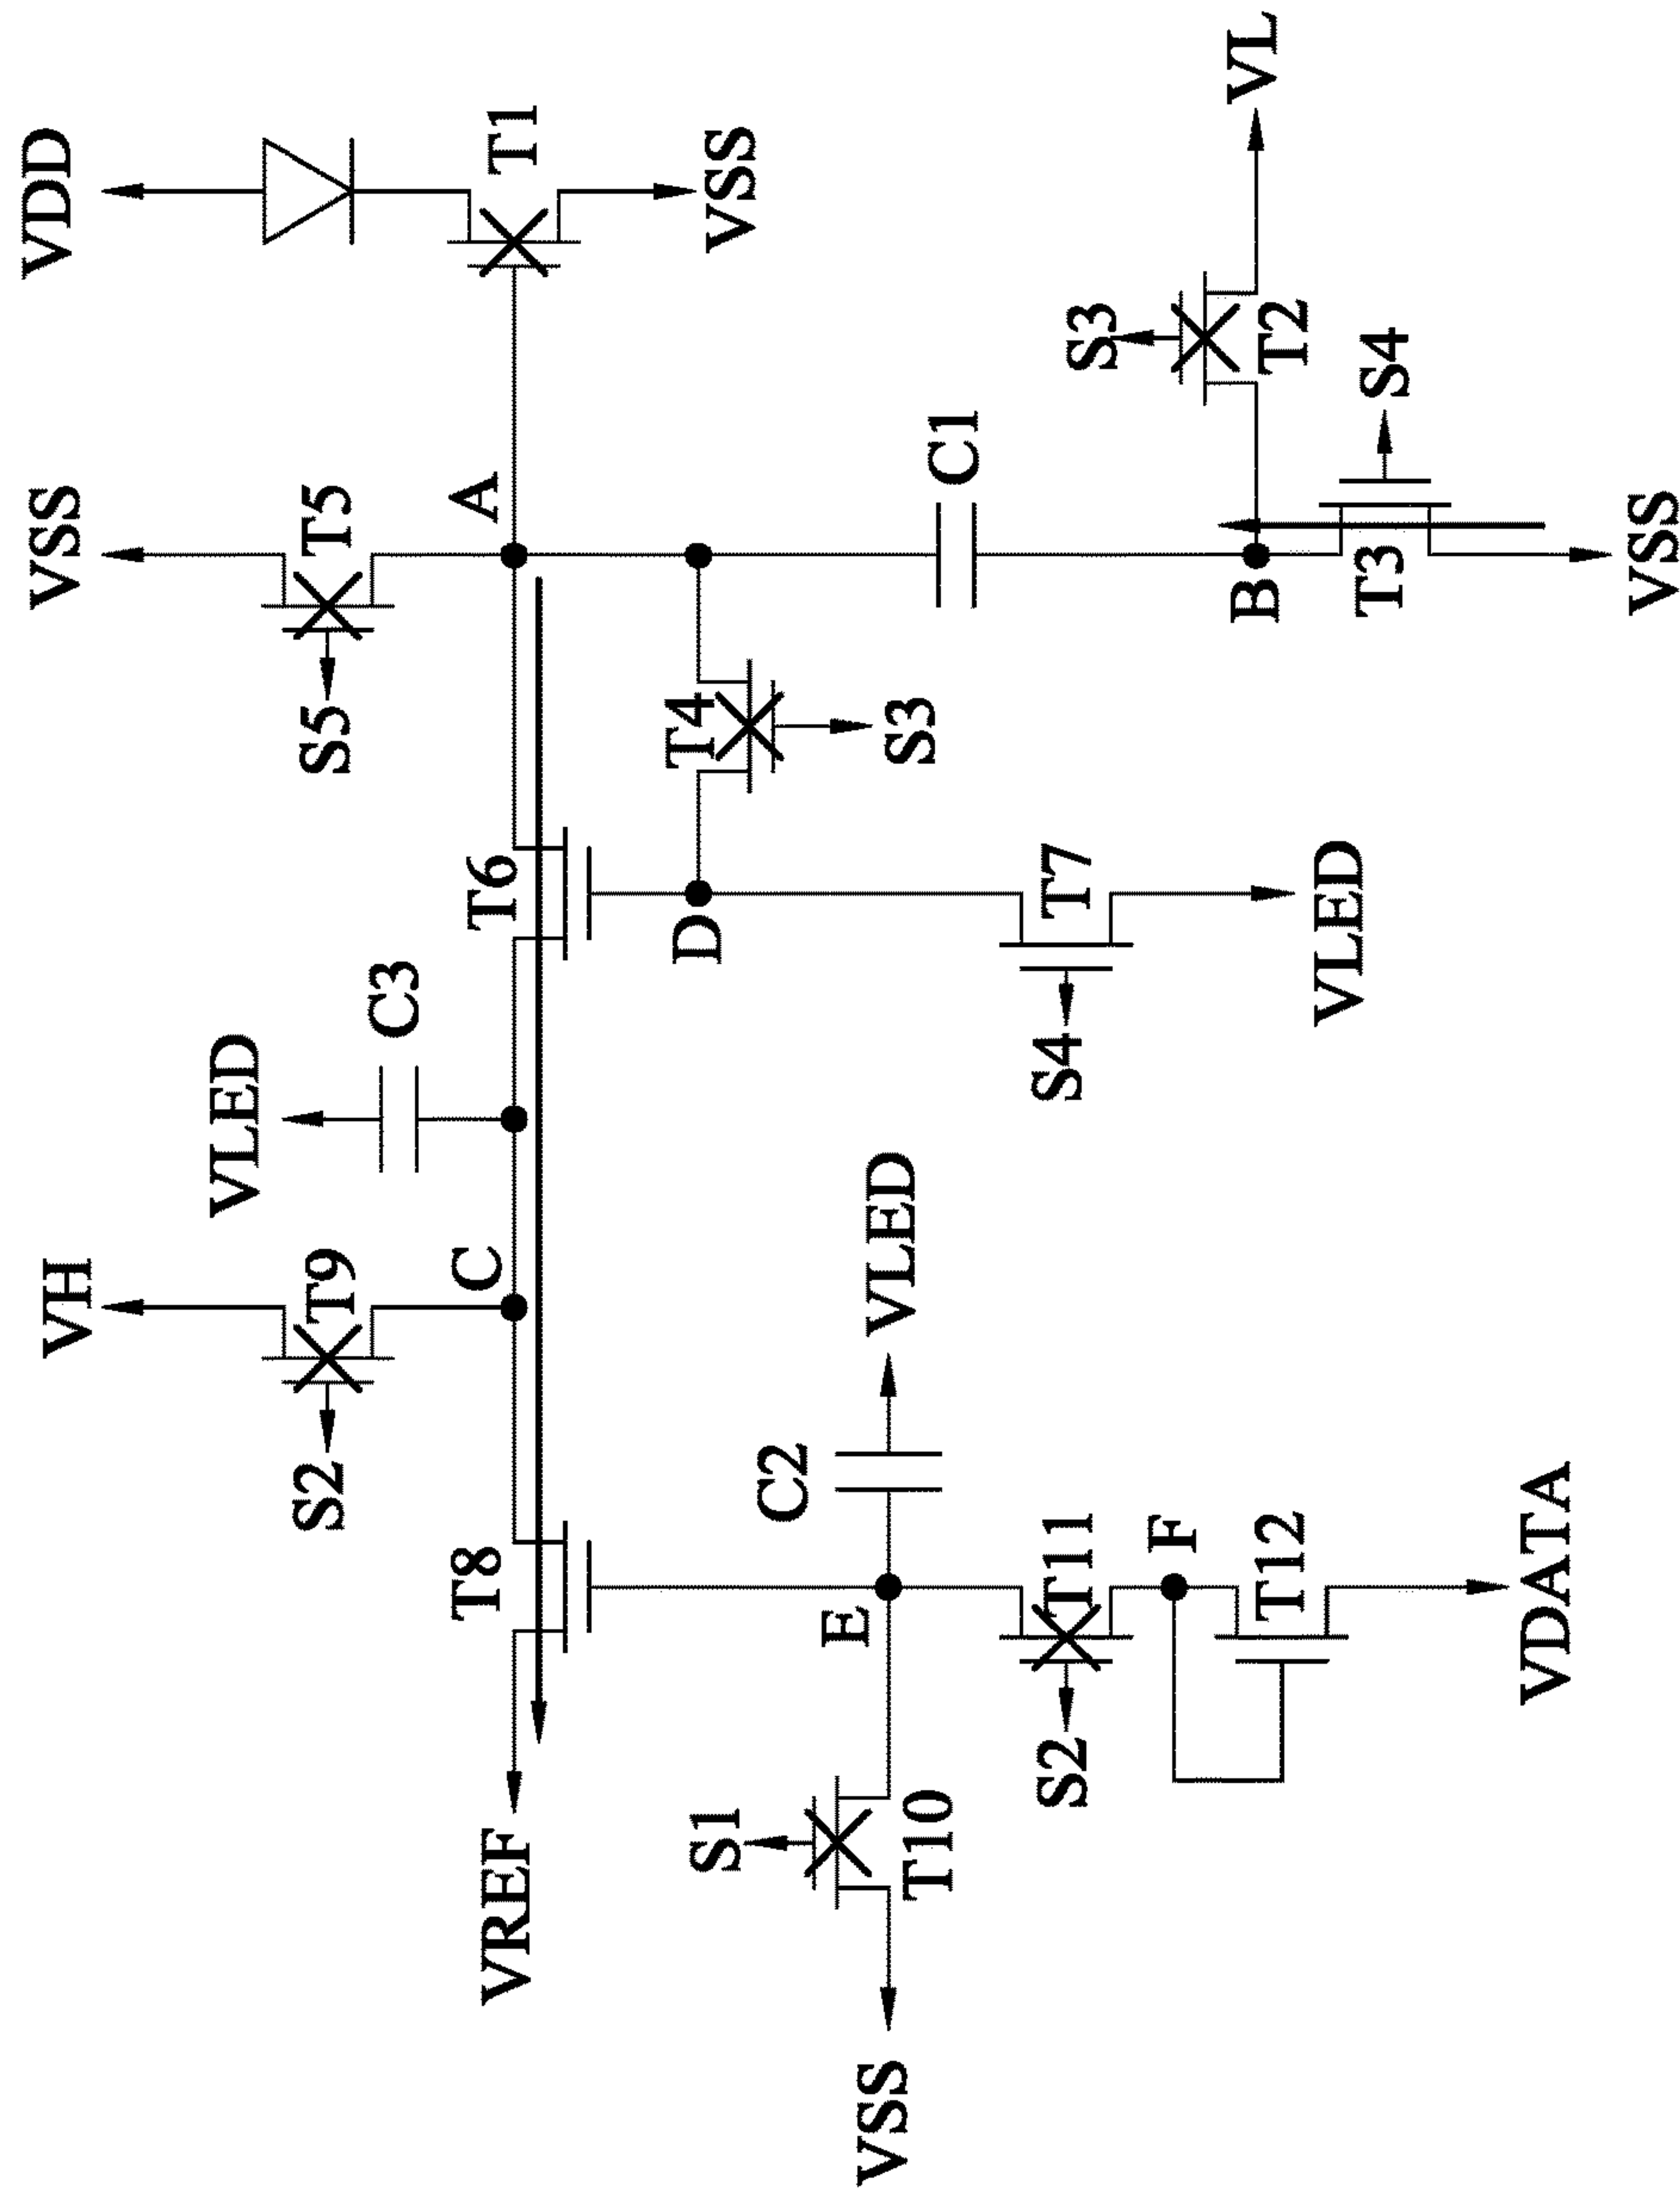 VH
VSS
VDD
VLED
S2
T9
S5
T5
C3
T8
C
T6
A
VREF
T1
S1
D
T4
VSS
C2
E
VSS
VLED
S3
T10
C1
S2
T11
S4
T7
S3
F
B
VL
T12
T2
VLED
T3
S4
VDATA
VSS